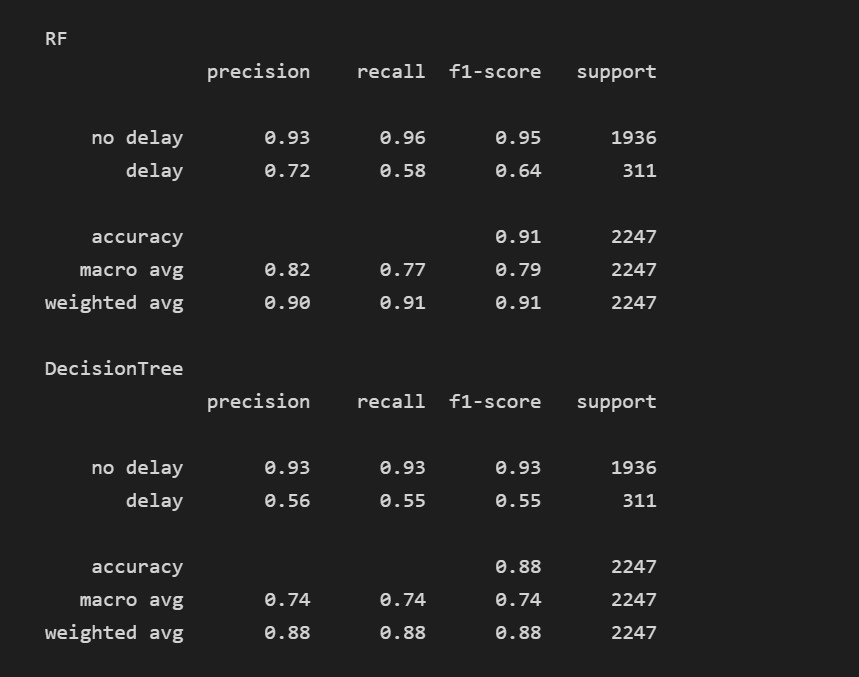 RF
precision recall f1-score support
no delay 0.93 0.96 0.95 1936
delay 0.72 0.58 0.64 311
accuracy 0.91 2247
macro avg 0.82 0.77 0.79 2247
weighted avg 0.90 0.91 0.91 2247
DecisionTree
precision recall f1-score support
no delay 0.93 0.93 0.93 1936
delay 0.56 0.55 0.55 311
accuracy 0.88 2247
macro avg 0.74 0.74 0.74 2247
weighted avg 0.88 0.88 0.88 2247